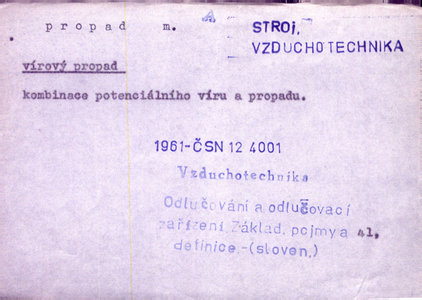 propad m.
STROJ.
VZDUCHOTECHNIKA
vírový propad
kombinace potenciálního víru a propadu.
1961-ČSN 12 4001
Vzduchotechnika
Odlučování a odlučovací
zařízení. Základ. pojmy a 41,
definice.-(sloven.)